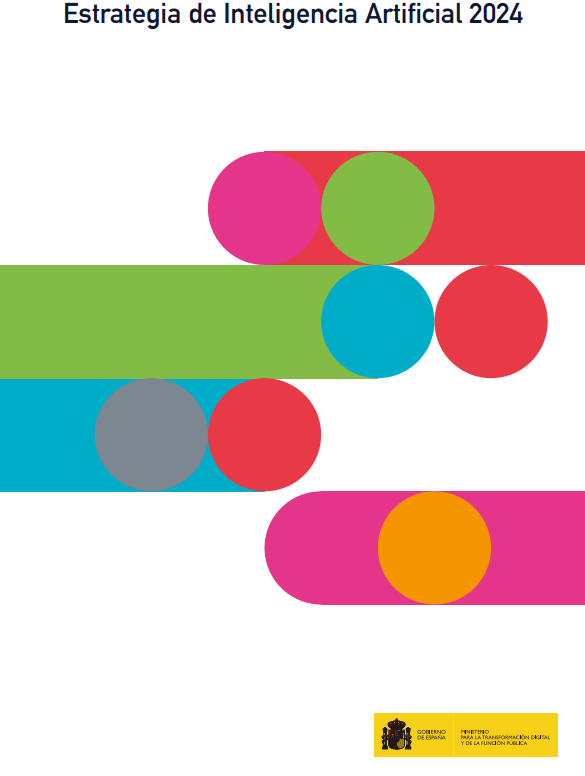 Estrategia de Inteligencia Artificial 2024
GOBIERNO
DE ESPAÑA
MINISTERIO
PARA LA TRANSFORMACIÓN DIGITAL
Y DE LA FUNCIÓN PÚBLICA